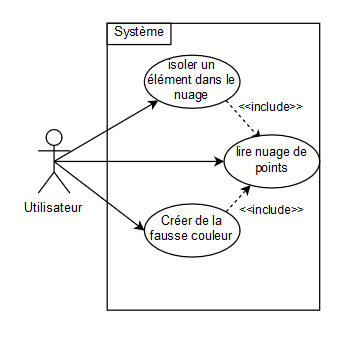 Système
isoler un
élément dans le
nuage
<<include>>
lire nuage de
points
Utilisateur
<<include>>
Créer de la
fausse couleur